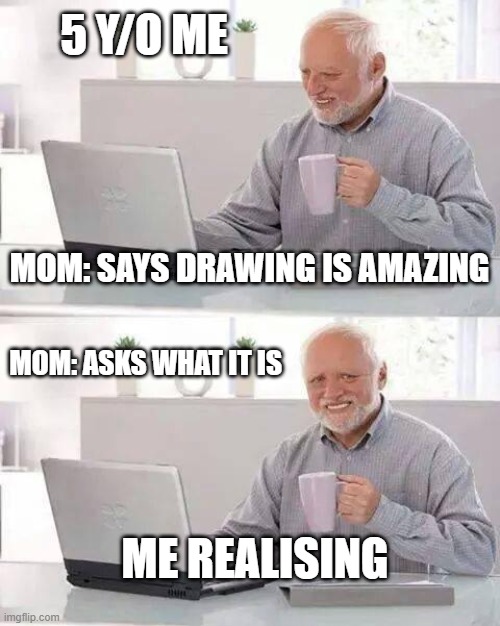 5 Y/O ME
MOM: SAYS DRAWING IS AMAZING
MOM: ASKS WHAT IT IS
ME REALISING
imgflip.com